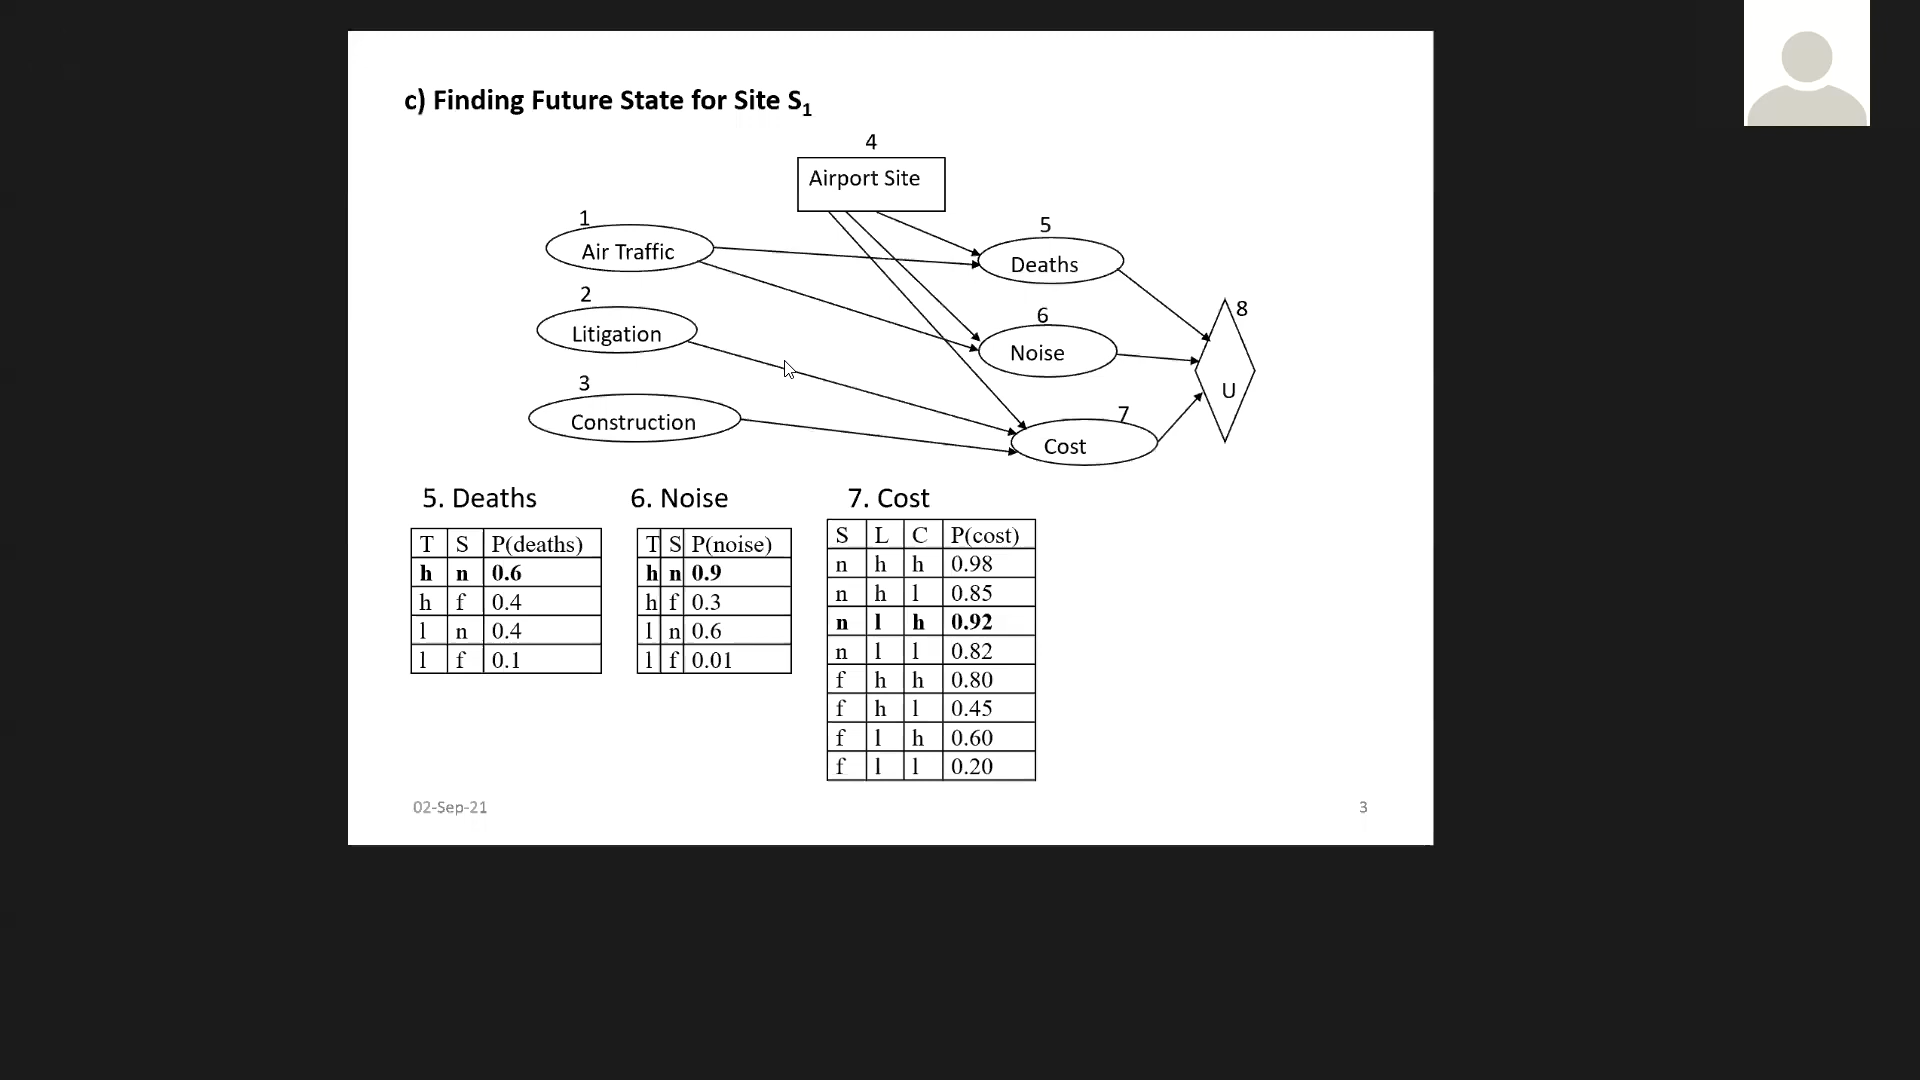 c) Finding Future State for Site S1
4
Airport Site
1
Air Traffic
5
Deaths
2
Litigation
6
Noise
8
U
3
Construction
7
Cost
5. Deaths
T S P(deaths)
h n 0.6
h f 0.4
l n 0.4
l f 0.1
6. Noise
T S P(noise)
h n 0.9
h f 0.3
l n 0.6
l f 0.01
7. Cost
S L C P(cost)
n h h 0.98
n h l 0.85
n l h 0.92
n l l 0.82
f h h 0.80
f h l 0.45
f l h 0.60
f l l 0.20
02-Sep-21
3